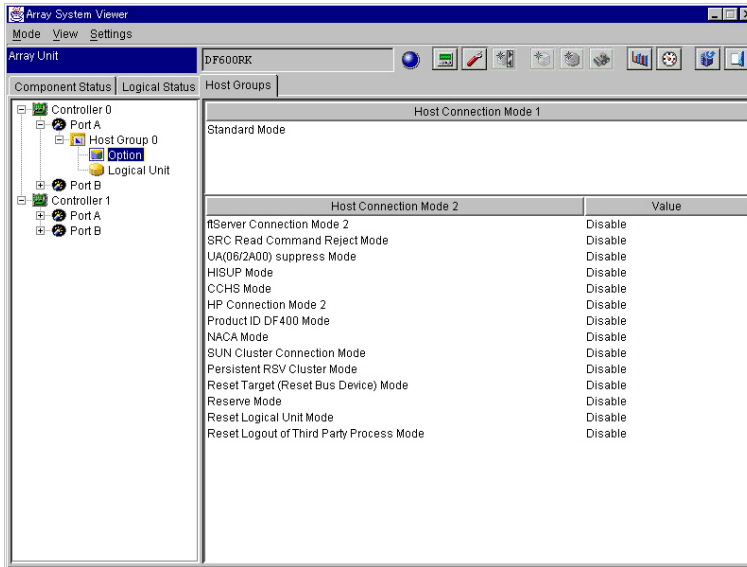 Array System Viewer
Mode View Settings
Array Unit DF600RK
Component Status Logical Status Host Groups
Controller 0
Port A
Host Group 0
Option
Logical Unit
Port B
Controller 1
Port A
Port B
Host Connection Mode 1
Standard Mode
Host Connection Mode 2 Value
ftServer Connection Mode 2 Disable
SRC Read Command Reject Mode Disable
UA(06/2A00) suppress Mode Disable
HISUP Mode Disable
CCHS Mode Disable
HP Connection Mode 2 Disable
Product ID DF400 Mode Disable
NACA Mode Disable
SUN Cluster Connection Mode Disable
Persistent RSV Cluster Mode Disable
Reset Target (Reset Bus Device) Mode Disable
Reserve Mode Disable
Reset Logical Unit Mode Disable
Reset Logout of Third Party Process Mode Disable